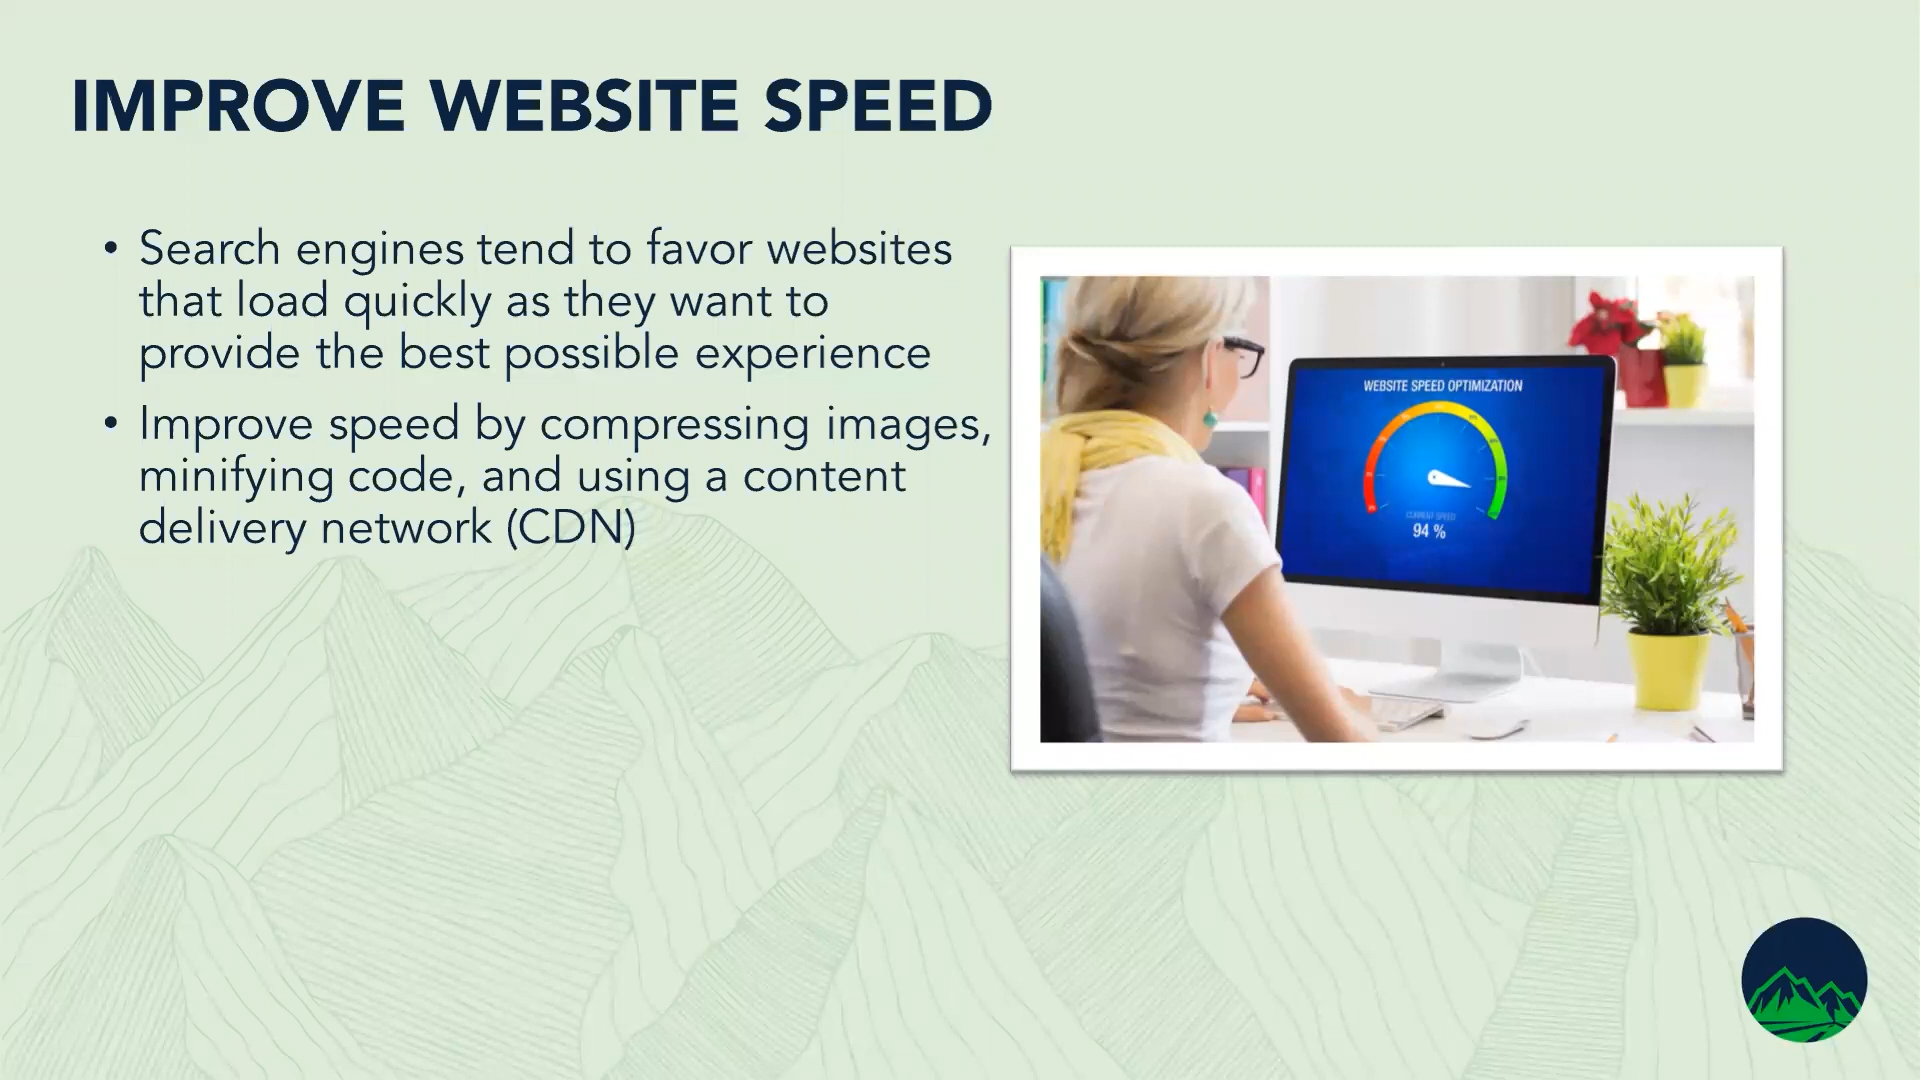 IMPROVE WEBSITE SPEED
• Search engines tend to favor websites
that load quickly as they want to
provide the best possible experience
• Improve speed by compressing images,
minifying code, and using a content
delivery network (CDN)
WEBSITE SPEED OPTIMIZATION
CURRENT SPEED
94 %